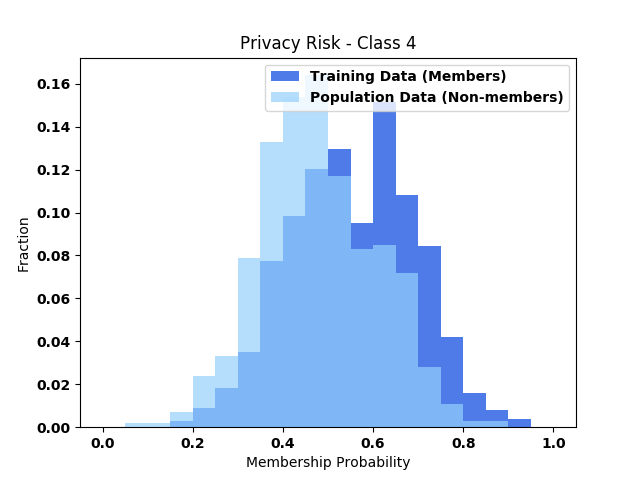 Privacy Risk - Class 4
Training Data (Members)
Population Data (Non-members)
0.16
0.14
0.12
0.10
0.08
0.06
0.04
0.02
0.00
Fraction
0.0 0.2 0.4 0.6 0.8 1.0
Membership Probability